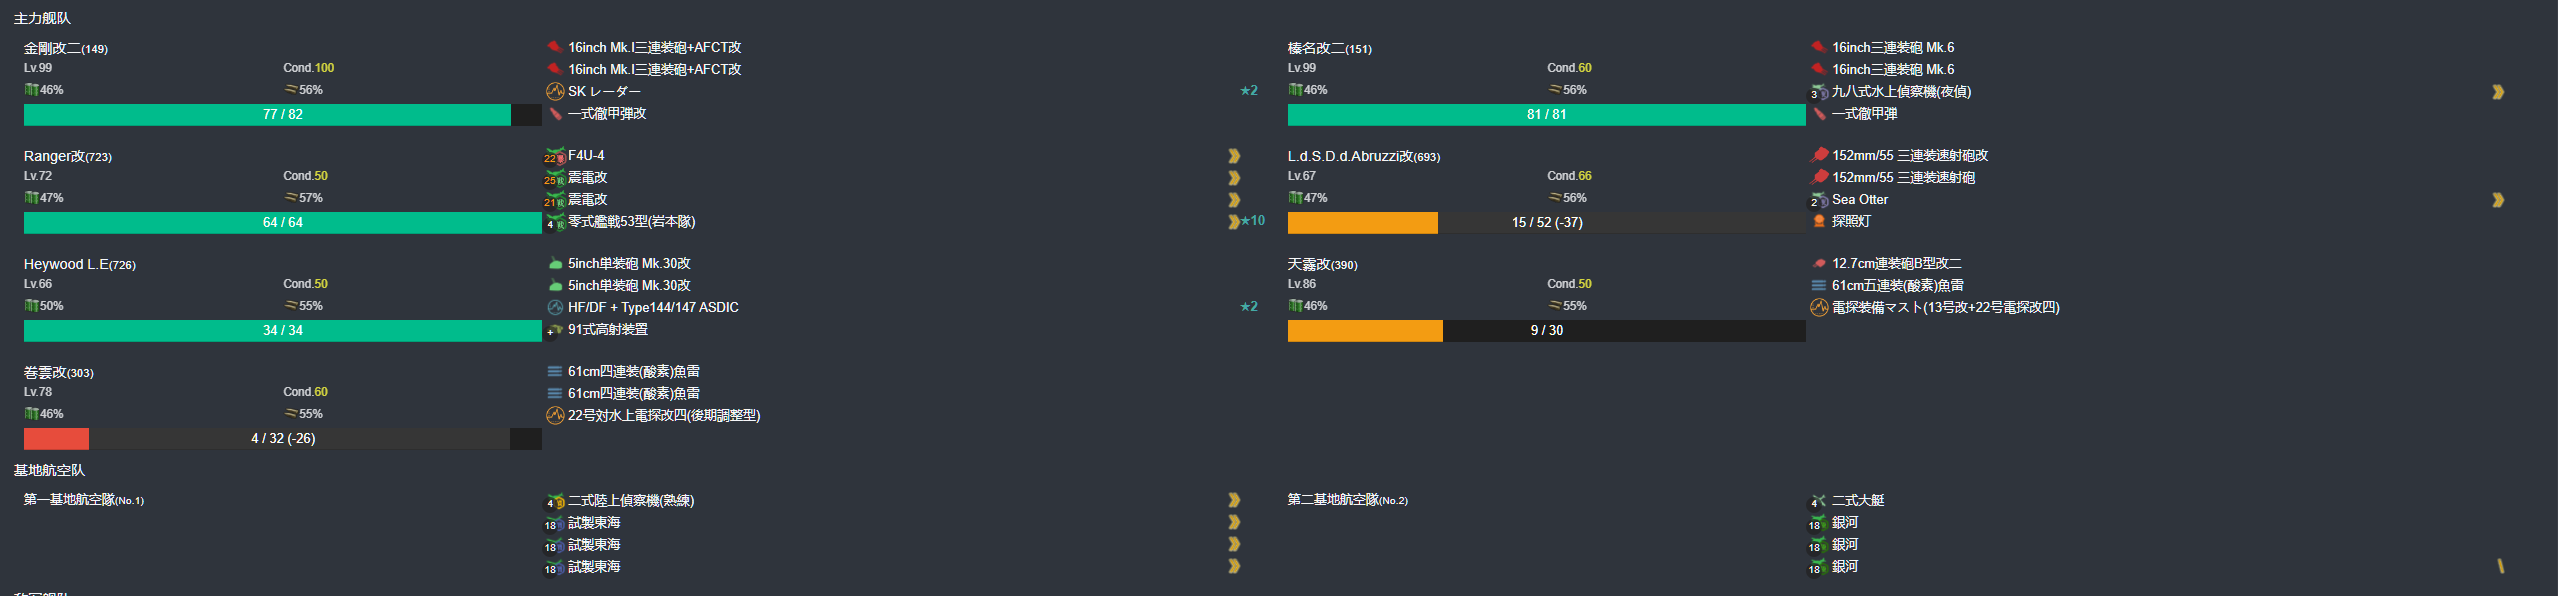 主力舰队
金剛改二(149)
Lv.99 Cond.100
46% 56%
77 / 82
16inch Mk.I三連装砲+AFCT改
16inch Mk.I三連装砲+AFCT改
SK レーダー ★2
一式徹甲弾改
榛名改二(151)
Lv.99 Cond.60
46% 56%
81 / 81
16inch三連装砲 Mk.6
16inch三連装砲 Mk.6
3 九八式水上偵察機(夜偵)
一式徹甲弾
Ranger改(723)
Lv.72 Cond.50
47% 57%
64 / 64
22 F4U-4
25 震電改
21 震電改
4 零式艦戦53型(岩本隊) ★10
L.d.S.D.d.Abruzzi改(693)
Lv.67 Cond.66
47% 56%
15 / 52 (-37)
152mm/55 三連装速射砲改
152mm/55 三連装速射砲
2 Sea Otter
探照灯
Heywood L.E(726)
Lv.66 Cond.50
50% 55%
34 / 34
5inch単装砲 Mk.30改
5inch単装砲 Mk.30改
HF/DF + Type144/147 ASDIC ★2
+ 91式高射装置
天霧改(390)
Lv.86 Cond.50
46% 55%
9 / 30
12.7cm連装砲B型改二
61cm五連装(酸素)魚雷
電探装備マスト(13号改+22号電探改四)
巻雲改(303)
Lv.78 Cond.60
46% 55%
4 / 32 (-26)
61cm四連装(酸素)魚雷
61cm四連装(酸素)魚雷
22号対水上電探改四(後期調整型)
基地航空队
第一基地航空隊(No.1)
4 二式陸上偵察機(熟練)
18 試製東海
18 試製東海
18 試製東海
第二基地航空隊(No.2)
4 二式大艇
18 銀河
18 銀河
18 銀河